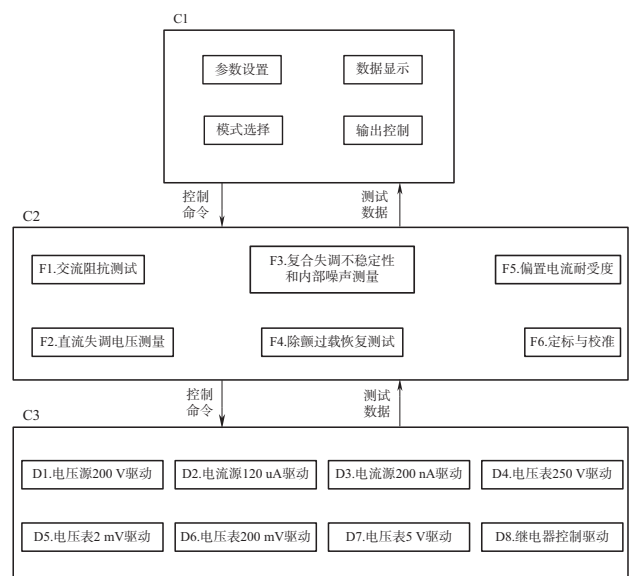 C1
参数设置
数据显示
模式选择
输出控制
控制
命令
测试
数据
C2
F1.交流阻抗测试
F3.复合失调不稳定性
和内部噪声测量
F5.偏置电流耐受度
F2.直流失调电压测量
F4.除颤过载恢复测试
F6.定标与校准
控制
命令
测试
数据
C3
D1.电压源200 V驱动
D2.电流源120 uA驱动
D3.电流源200 nA驱动
D4.电压表250 V驱动
D5.电压表2 mV驱动
D6.电压表200 mV驱动
D7.电压表5 V驱动
D8.继电器控制驱动